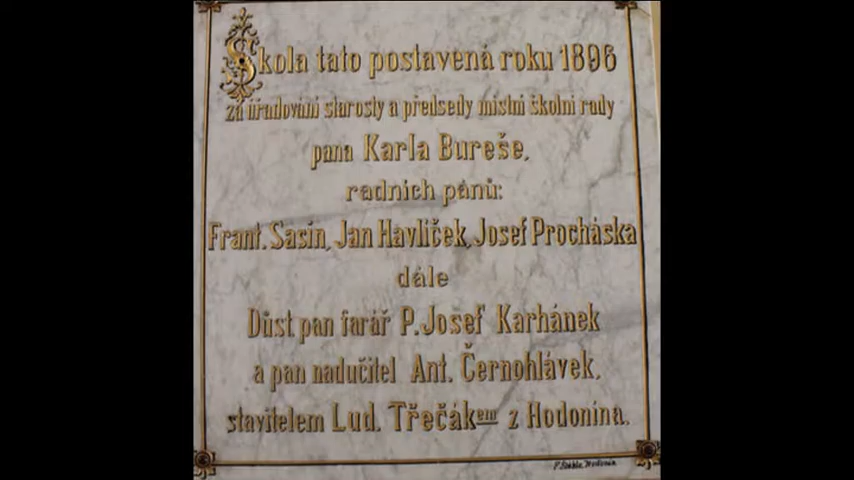 Škola tato postavená roku 1896
za úřadování starosty a předsedy místní školní rady
pana Karla Bureše,
radních pánů:
Frant. Sasin, Jan Havlíček, Josef Procháska
dále
Důst. pan farář P. Josef Karhánek
a pan nadučitel Ant. Černohlávek,
stavitelem Lud. Třečákem z Hodonína.